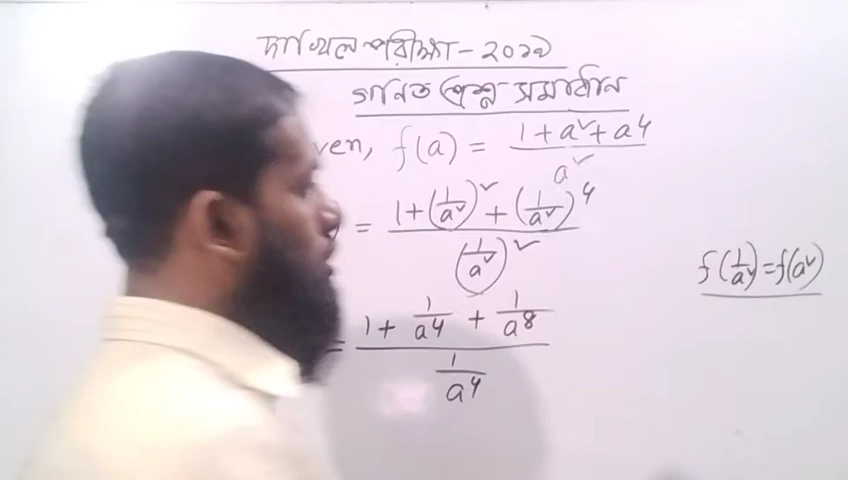 দাখিল পরীক্ষা - ২০১৯
গনিত প্রশ্ন সমাধান
ven, f(a) = (1 + a² + a⁴) / a²
= (1 + (1/a²)² + (1/a²)⁴) / (1/a²)²
f(1/a²) = f(a²)
= (1 + 1/a⁴ + 1/a⁸) / (1/a⁴)